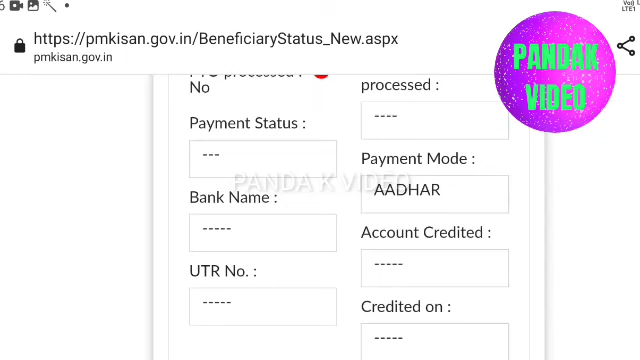 https://pmkisan.gov.in/BeneficiaryStatus_New.aspx
pmkisan.gov.in
PANDAK
VIDEO
No
processed :
----
Payment Status :
---
Payment Mode :
AADHAR
PANDA K VIDEO
Bank Name :
-----
Account Credited :
-----
UTR No. :
-----
Credited on :
-----